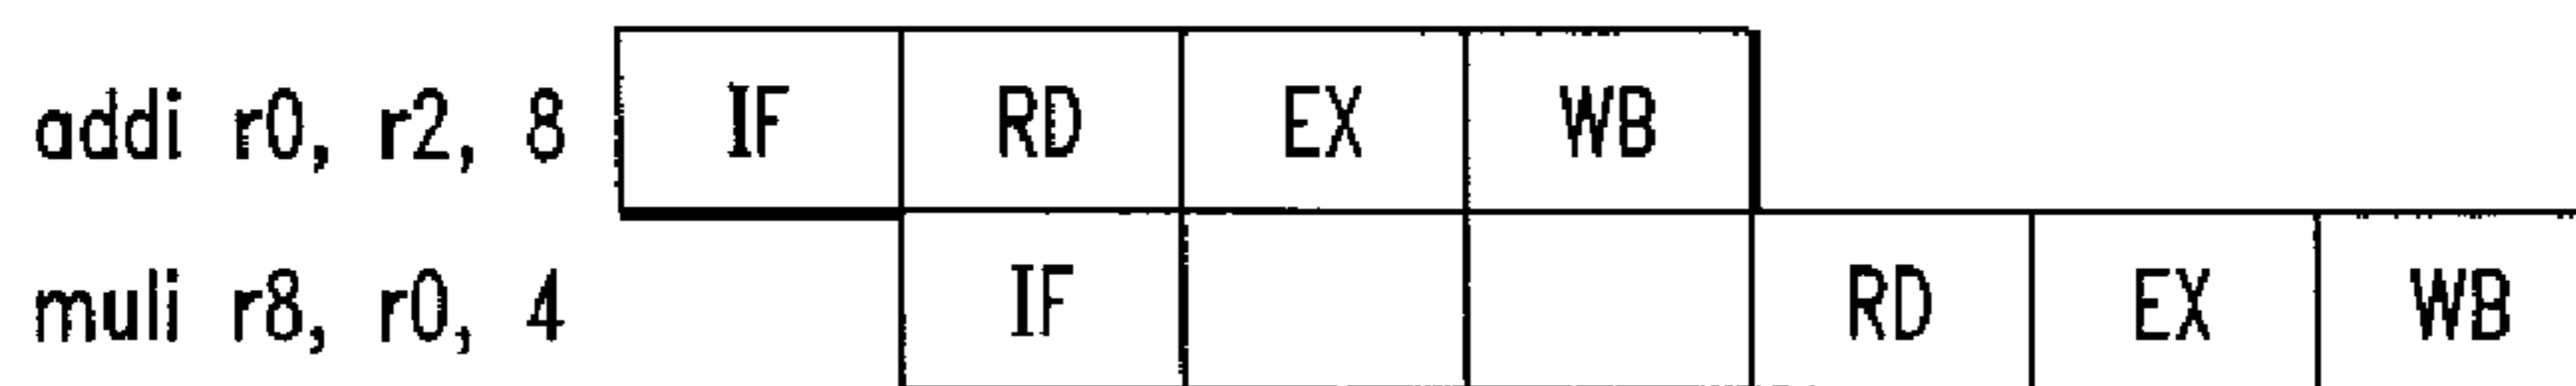 addi r0, r2, 8 IF RD EX WB
muli r8, r0, 4 IF RD EX WB